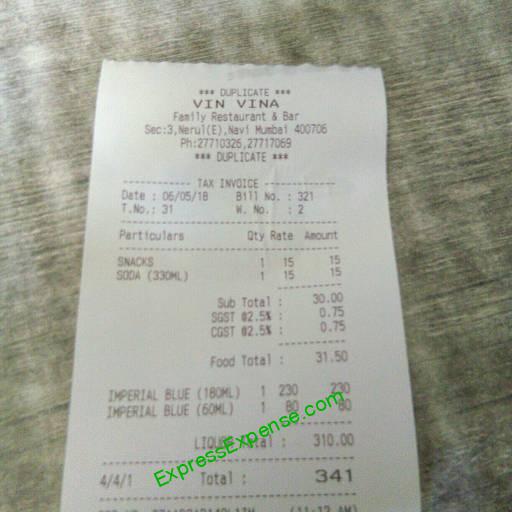 *** DUPLICATE ***
VIN VINA
Family Restaurant & Bar
Sec:3,Nerul(E),Navi Mumbai 400706
Ph:27710326,27717069
*** DUPLICATE ***
TAX INVOICE
Date : 06/05/18 Bill No. : 321
T.No.: 31 W. No. : 2
Particulars Qty Rate Amount
SNACKS 1 15 15
SODA (330ML) 1 15 15
Sub Total : 30.00
SGST @2.5% : 0.75
CGST @2.5% : 0.75
Food Total : 31.50
IMPERIAL BLUE (180ML) 1 230 230
IMPERIAL BLUE (60ML) 1 80 80
LIQUOR Total : 310.00
ExpressExpense.com
4/4/1 Total : 341